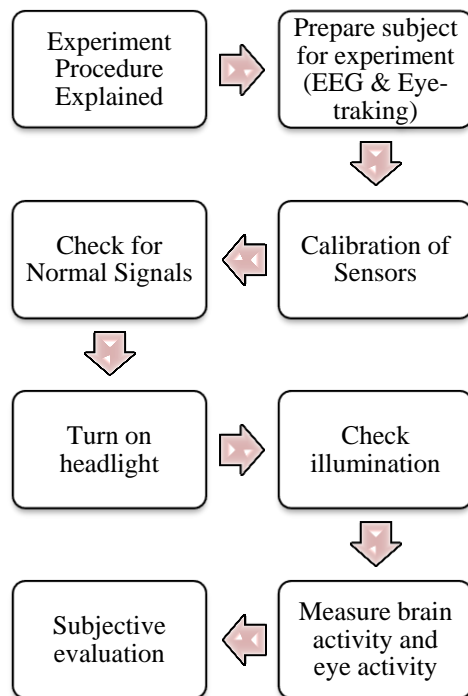 Experiment
Procedure
Explained
Prepare subject
for experiment
(EEG & Eye-
traking)
Calibration of
Sensors
Check for
Normal Signals
Turn on
headlight
Check
illumination
Measure brain
activity and
eye activity
Subjective
evaluation